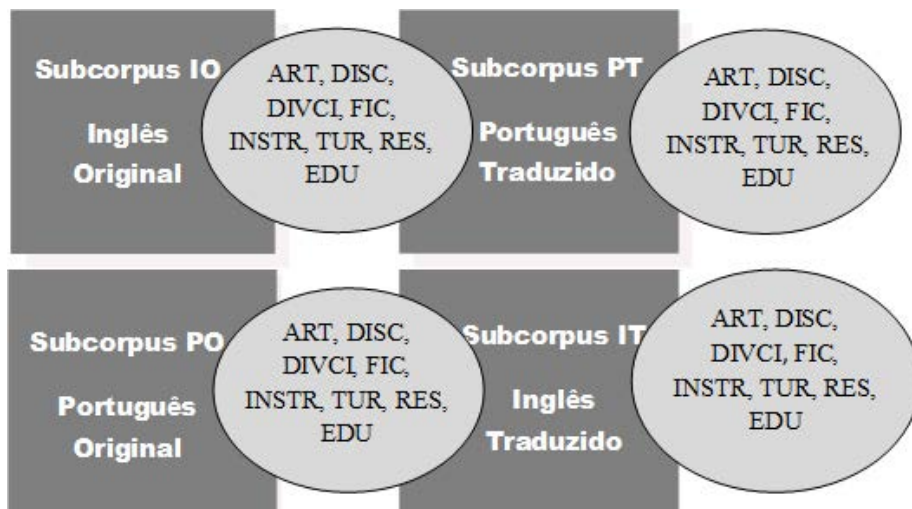 Subcorpus IO
Inglês
Original
ART, DISC,
DIVCI, FIC,
INSTR, TUR, RES,
EDU
Subcorpus PT
Português
Traduzido
ART, DISC,
DIVCI, FIC,
INSTR, TUR, RES,
EDU
Subcorpus PO
Português
Original
ART, DISC,
DIVCI, FIC,
INSTR, TUR, RES,
EDU
Subcorpus IT
Inglês
Traduzido
ART, DISC,
DIVCI, FIC,
INSTR, TUR, RES,
EDU